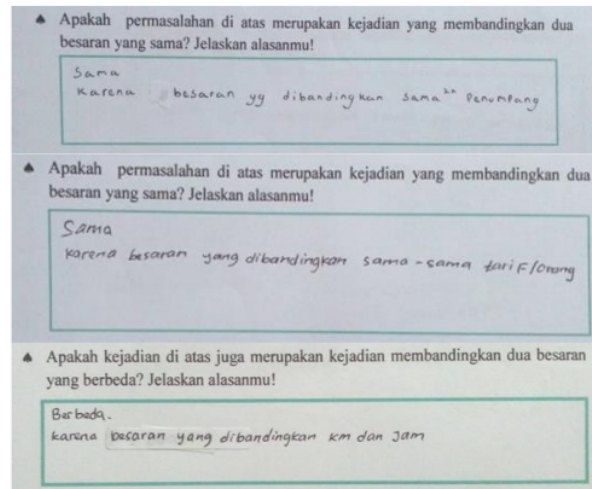 ♠ Apakah permasalahan di atas merupakan kejadian yang membandingkan dua
besaran yang sama? Jelaskan alasanmu!
Sama
Karena besaran yg dibandingkan sama²ˣ Penumpang
♠ Apakah permasalahan di atas merupakan kejadian yang membandingkan dua
besaran yang sama? Jelaskan alasanmu!
Sama
Karena besaran yang dibandingkan sama-sama tarif/orang
♠ Apakah kejadian di atas juga merupakan kejadian membandingkan dua besaran
yang berbeda? Jelaskan alasanmu!
Berbeda.
karena besaran yang dibandingkan km dan Jam